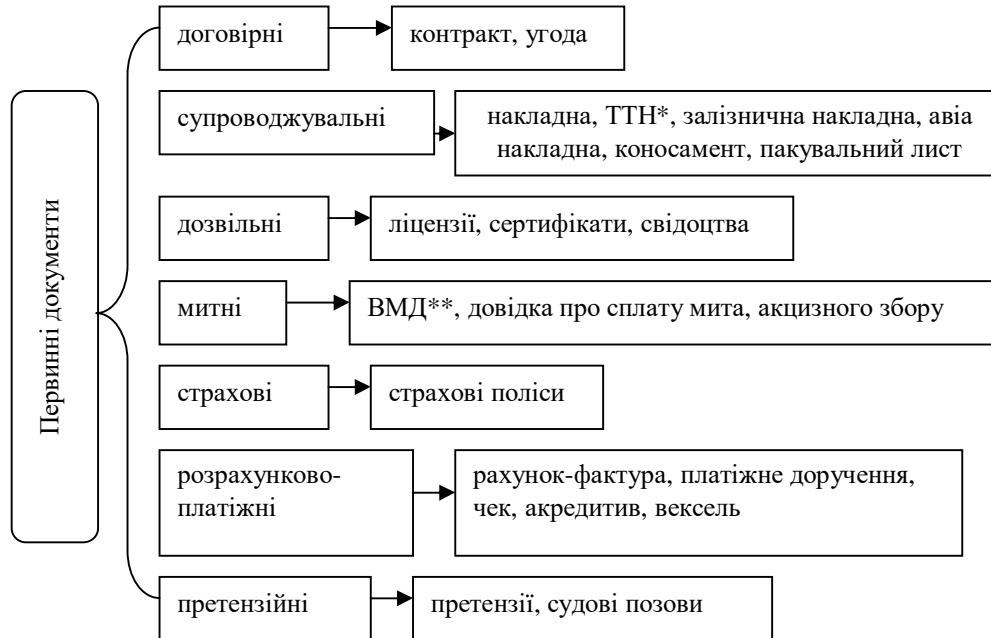 Первинні документи
договірні
контракт, угода
супроводжувальні
накладна, ТТН*, залізнична накладна, авіа
накладна, коносамент, пакувальний лист
дозвільні
ліцензії, сертифікати, свідоцтва
митні
ВМД**, довідка про сплату мита, акцизного збору
страхові
страхові поліси
розрахунково-
платіжні
рахунок-фактура, платіжне доручення,
чек, акредитив, вексель
претензійні
претензії, судові позови